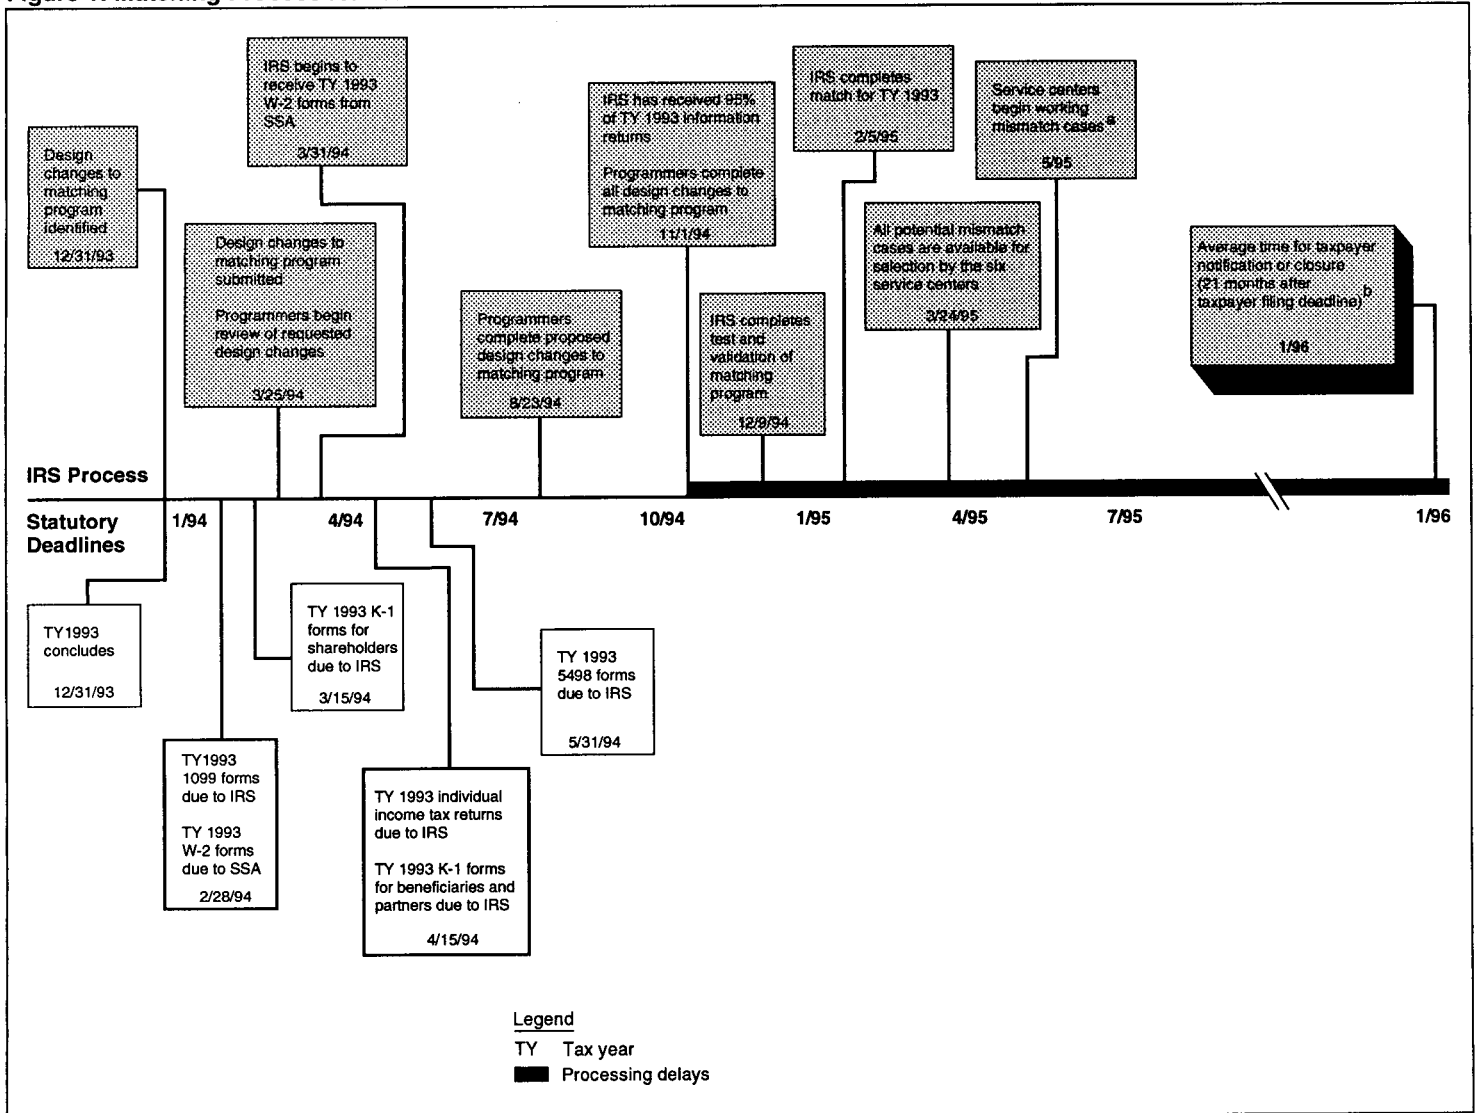 Figure 1: Matching Process
Design
changes to
matching
program
identified
12/31/93
IRS begins to
receive TY 1993
W-2 forms from
SSA
3/31/94
Design changes to
matching program
submitted
Programmers begin
review of requested
design changes
3/25/94
Programmers
complete proposed
design changes to
matching program
8/23/94
IRS has received 95%
of TY 1993 information
returns
Programmers complete
all design changes to
matching program
11/1/94
IRS completes
test and
validation of
matching
program
12/9/94
IRS completes
match for TY 1993
2/5/95
All potential mismatch
cases are available for
selection by the six
service centers
3/24/95
Service centers
begin working
mismatch cases a
5/95
Average time for taxpayer
notification or closure
(21 months after
taxpayer filing deadline) b
1/96
IRS Process
Statutory
Deadlines
1/94
4/94
7/94
10/94
1/95
4/95
7/95
1/96
TY1993
concludes
12/31/93
TY1993
1099 forms
due to IRS
TY 1993
W-2 forms
due to SSA
2/28/94
TY 1993 K-1
forms for
shareholders
due to IRS
3/15/94
TY 1993 individual
income tax returns
due to IRS
TY 1993 K-1 forms
for beneficiaries and
partners due to IRS
4/15/94
TY 1993
5498 forms
due to IRS
5/31/94
Legend
TY Tax year
Processing delays